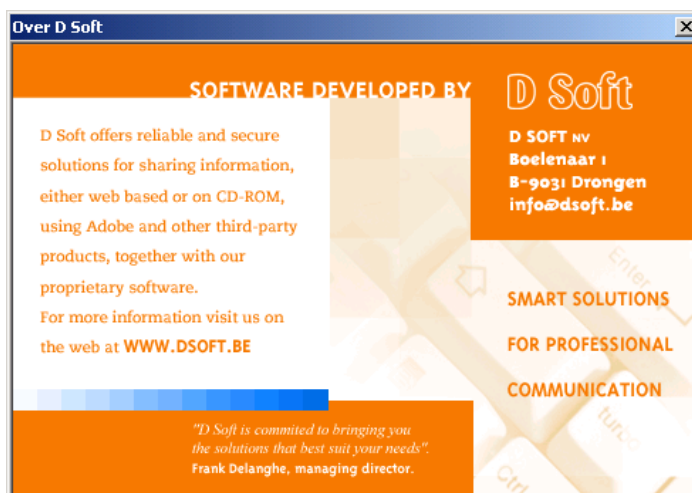 Over D Soft
SOFTWARE DEVELOPED BY
D Soft
D SOFT NV
Boelenaar 1
B-9031 Drongen
info@dsoft.be
D Soft offers reliable and secure
solutions for sharing information,
either web based or on CD-ROM,
using Adobe and other third-party
products, together with our
proprietary software.
For more information visit us on
the web at WWW.DSOFT.BE
SMART SOLUTIONS
FOR PROFESSIONAL
COMMUNICATION
Enter
turbo
Ctrl
"D Soft is commited to bringing you
the solutions that best suit your needs".
Frank Delanghe, managing director.